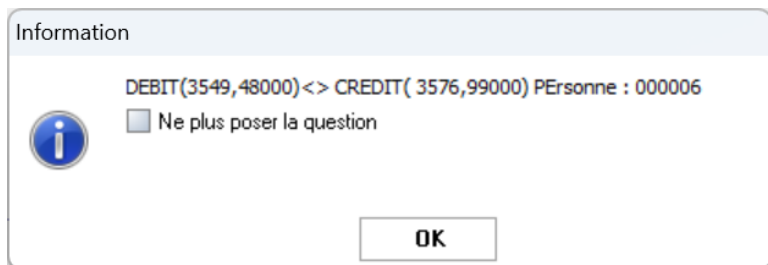 Information
DEBIT(3549,48000)<> CREDIT( 3576,99000) PErsonne : 000006
Ne plus poser la question
OK